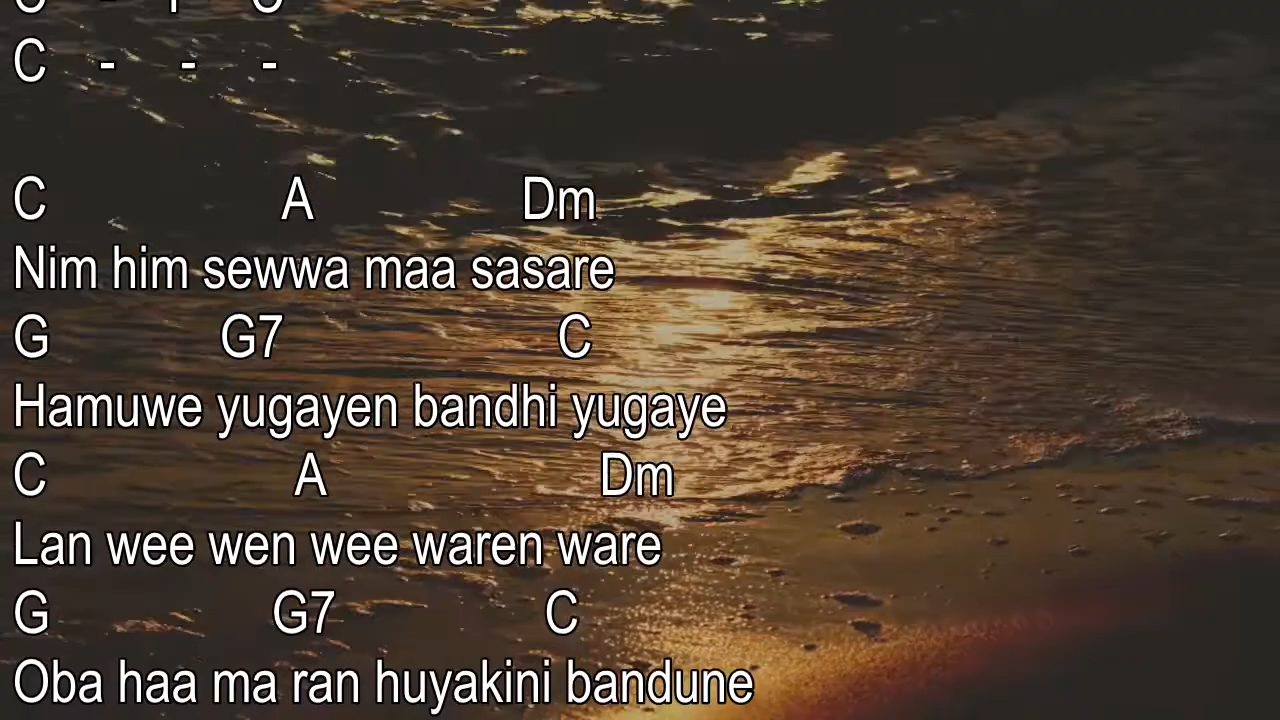 C - - -
C A Dm
Nim him sewwa maa sasare
G G7 C
Hamuwe yugayen bandhi yugaye
C A Dm
Lan wee wen wee waren ware
G G7 C
Oba haa ma ran huyakini bandune